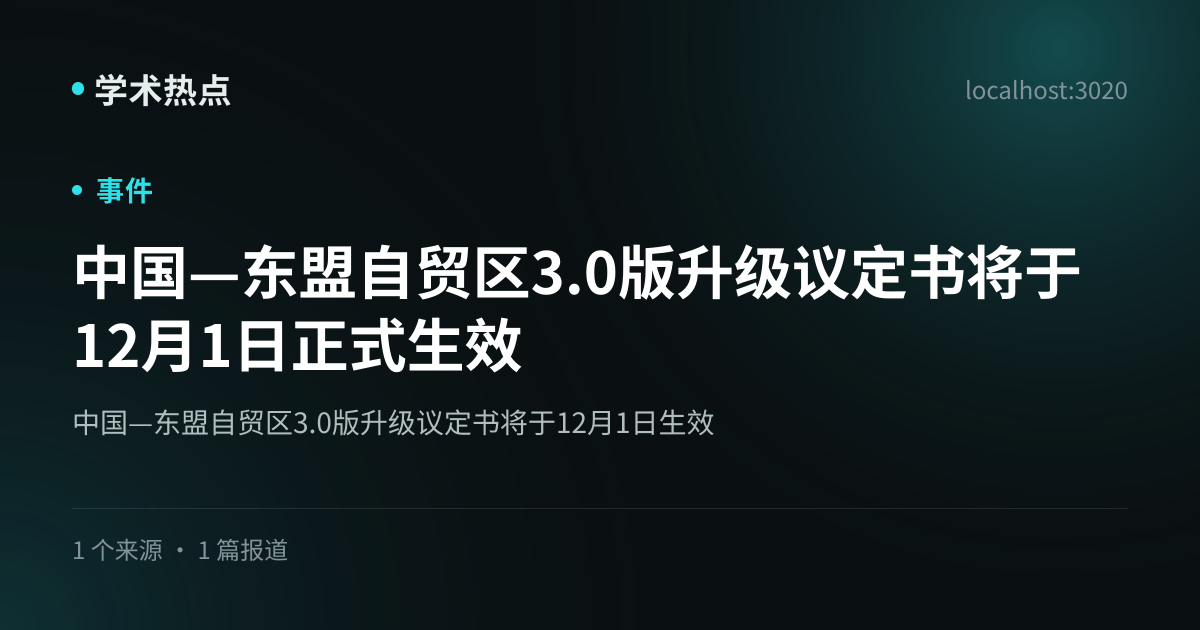 学术热点
localhost:3020
事件
中国—东盟自贸区3.0版升级议定书将于
12月1日正式生效
中国—东盟自贸区3.0版升级议定书将于12月1日生效
1 个来源 · 1 篇报道